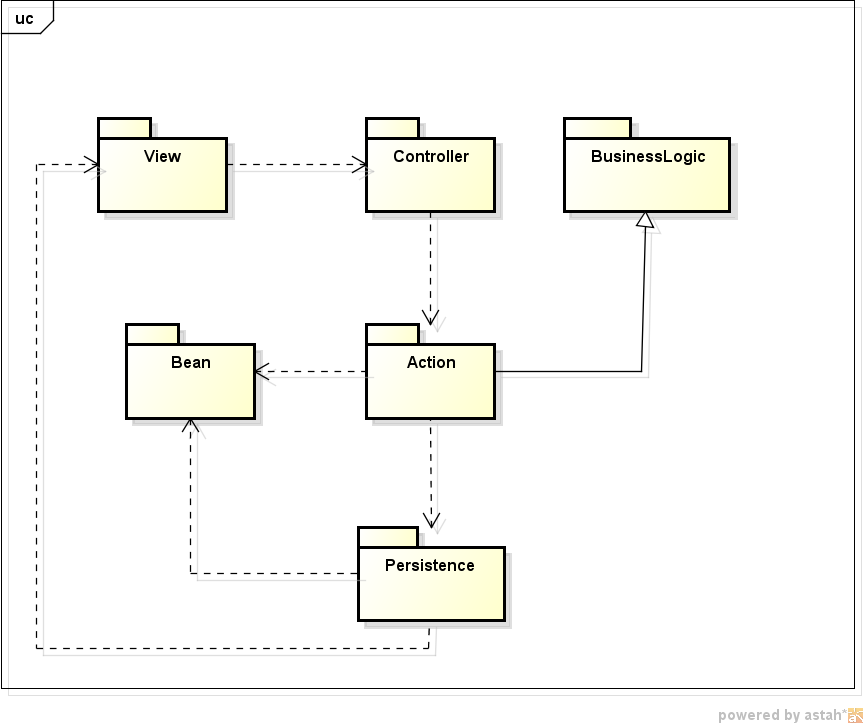 uc
View
Controller
BusinessLogic
Bean
Action
Persistence
powered by astah*